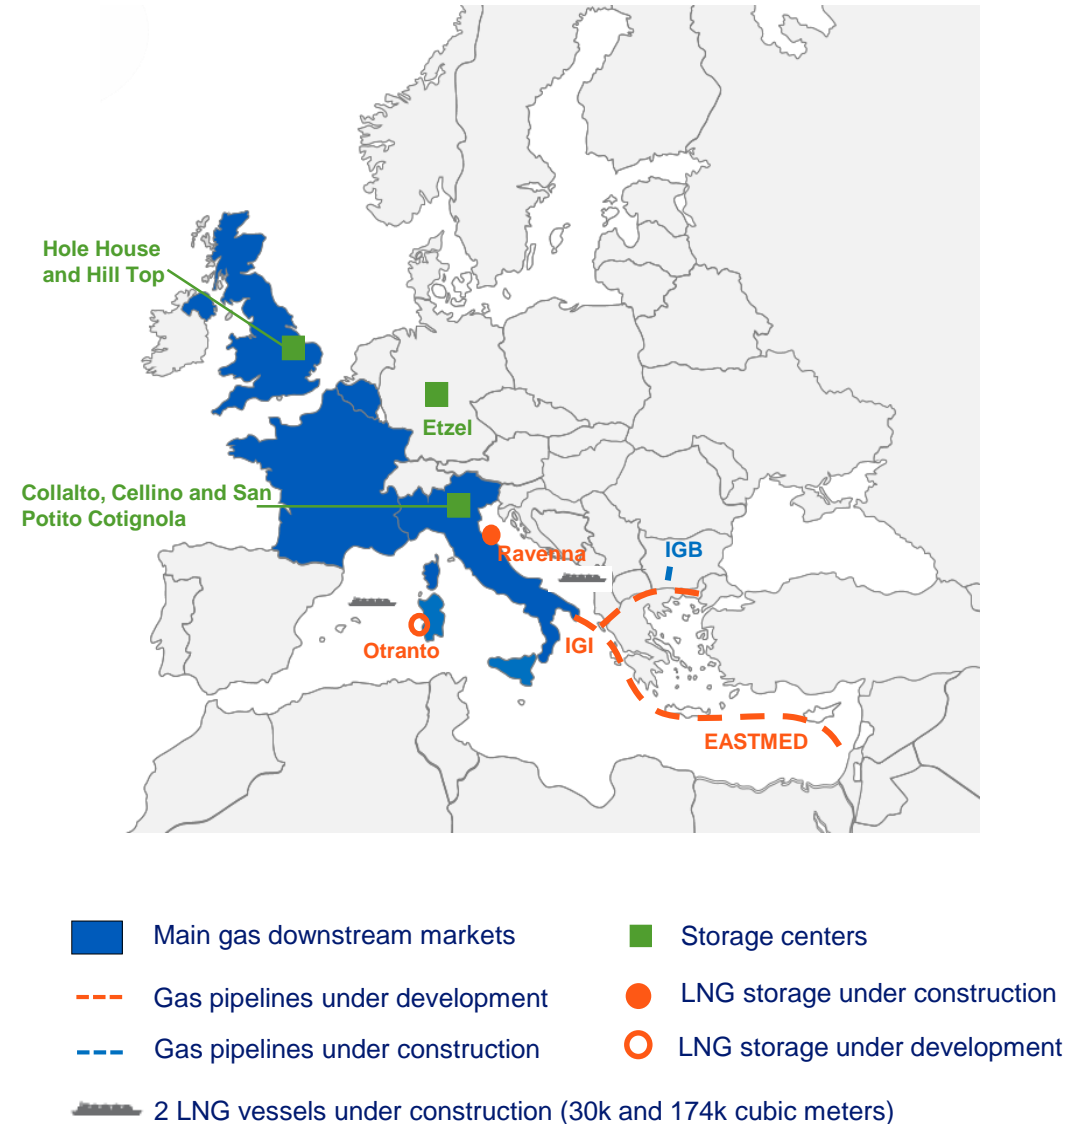 Hole House
and Hill Top
Etzel
Collalto, Cellino and San
Potito Cotignola
Ravenna
IGB
Otranto
IGI
EASTMED
Main gas downstream markets
Storage centers
Gas pipelines under development
LNG storage under construction
Gas pipelines under construction
LNG storage under development
2 LNG vessels under construction (30k and 174k cubic meters)